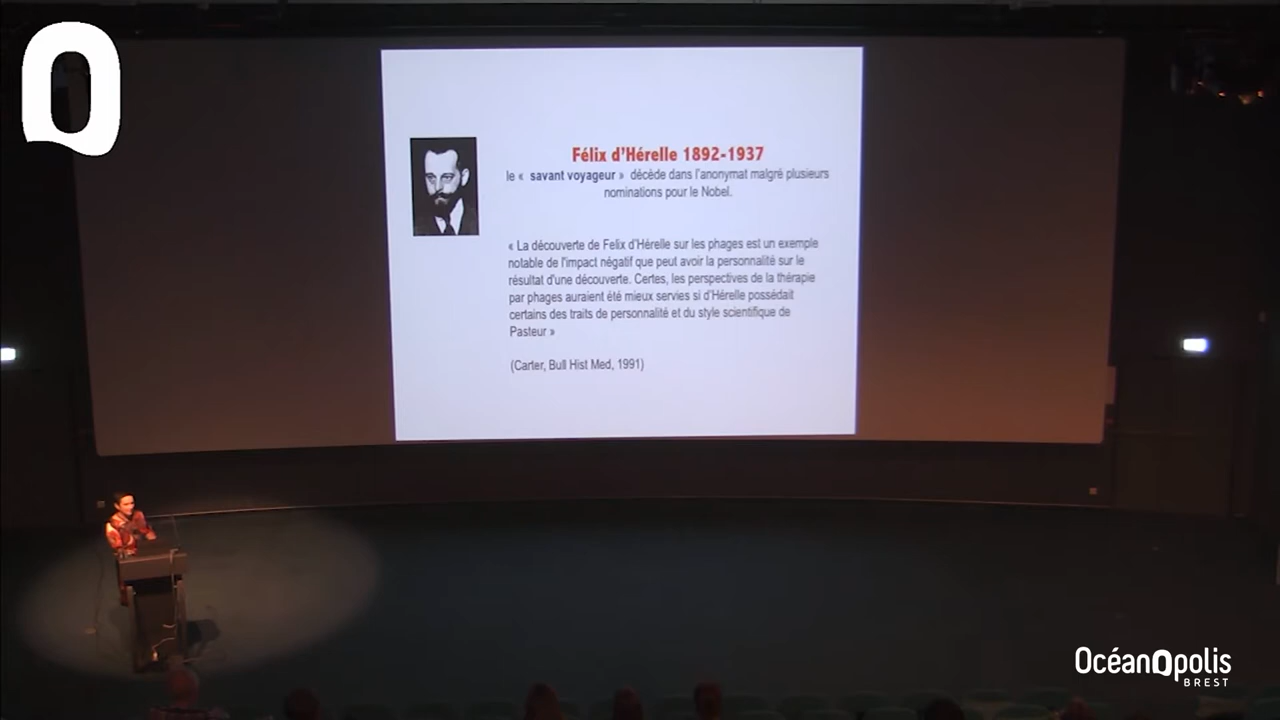 Félix d'Hérelle 1892-1937
le « savant voyageur » décède dans l'anonymat malgré plusieurs
nominations pour le Nobel.
« La découverte de Felix d'Hérelle sur les phages est un exemple
notable de l'impact négatif que peut avoir la personnalité sur le
résultat d'une découverte. Certes, les perspectives de la thérapie
par phages auraient été mieux servies si d'Hérelle possédait
certains des traits de personnalité et du style scientifique de
Pasteur »
(Carter, Bull Hist Med, 1991)
OcéanOpolis
BREST